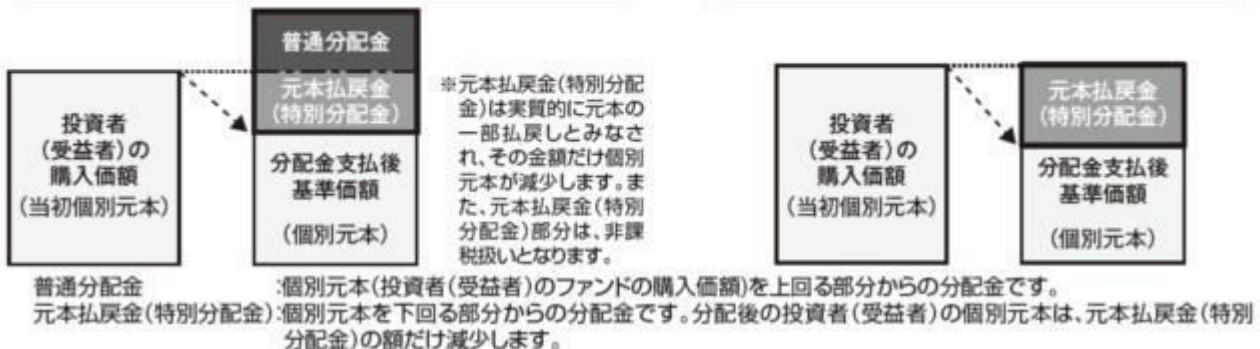 普通分配金
元本払戻金
(特別分配金)
投資者
(受益者)の
購入価額
(当初個別元本)
分配金支払後
基準価額
(個別元本)
※元本払戻金(特別分配
金)は実質的に元本の
一部払戻しとみなさ
れ、その金額だけ個別
元本が減少します。ま
た、元本払戻金(特別
分配金)部分は、非課
税扱いとなります。
投資者
(受益者)の
購入価額
(当初個別元本)
元本払戻金
(特別分配金)
分配金支払後
基準価額
(個別元本)
普通分配金 :個別元本(投資者(受益者)のファンドの購入価額)を上回る部分からの分配金です。
元本払戻金(特別分配金):個別元本を下回る部分からの分配金です。分配後の投資者(受益者)の個別元本は、元本払戻金(特別
分配金)の額だけ減少します。